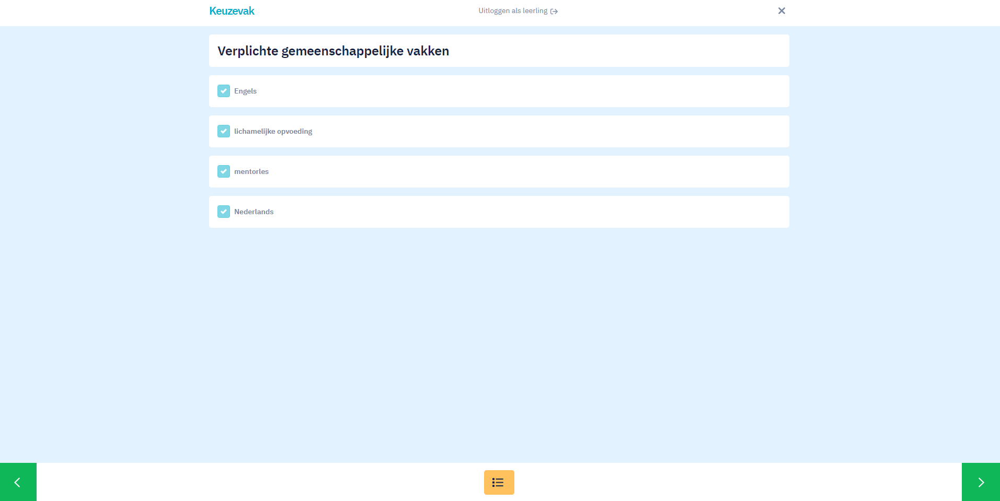 Keuzevak
Uitloggen als leerling
Verplichte gemeenschappelijke vakken
Engels
lichamelijke opvoeding
mentorles
Nederlands